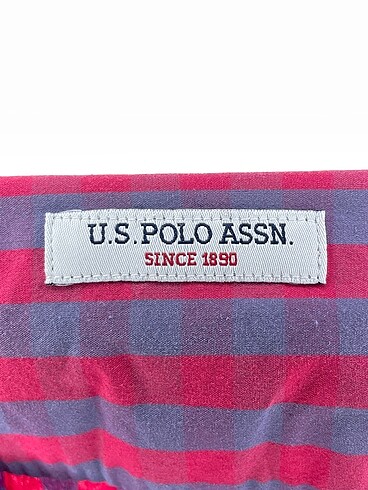 U.S. POLO ASSN.
SINCE 1890